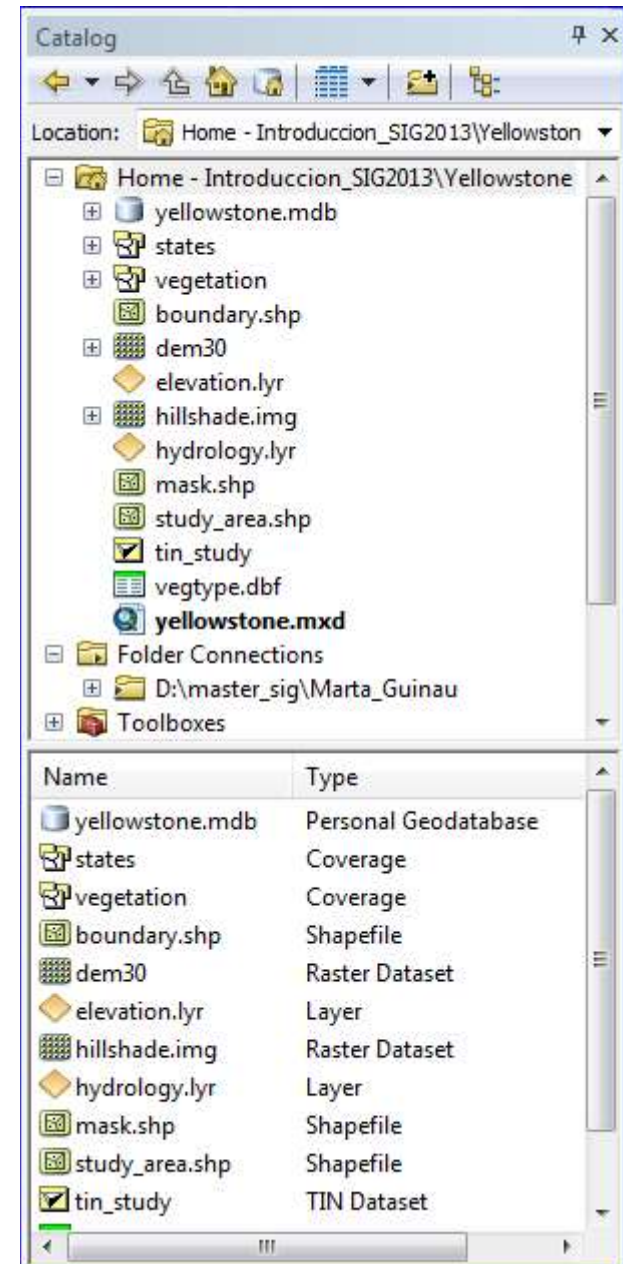 Catalog
Location: Home - Introduccion_SIG2013\Yellowston
Home - Introduccion_SIG2013\Yellowstone
yellowstone.mdb
states
vegetation
boundary.shp
dem30
elevation.lyr
hillshade.img
hydrology.lyr
mask.shp
study_area.shp
tin_study
vegtype.dbf
yellowstone.mxd
Folder Connections
D:\master_sig\Marta_Guinau
Toolboxes
Name Type
yellowstone.mdb Personal Geodatabase
states Coverage
vegetation Coverage
boundary.shp Shapefile
dem30 Raster Dataset
elevation.lyr Layer
hillshade.img Raster Dataset
hydrology.lyr Layer
mask.shp Shapefile
study_area.shp Shapefile
tin_study TIN Dataset